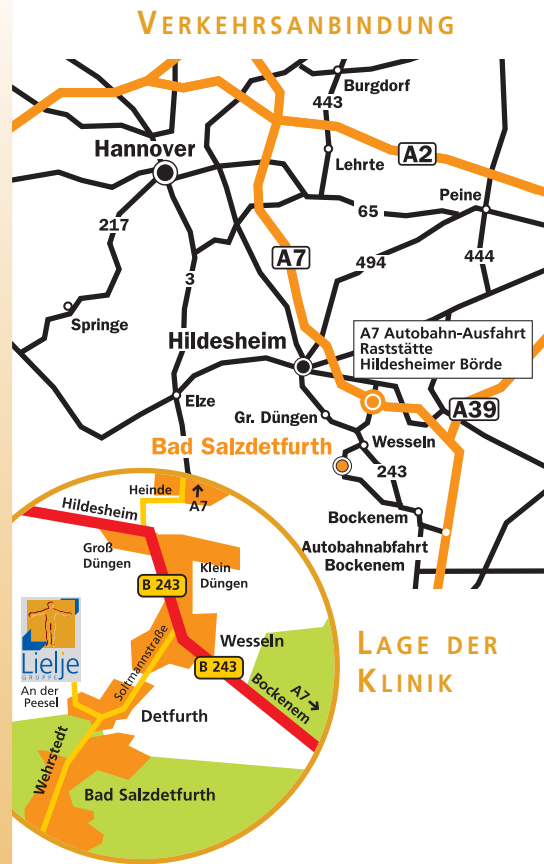 VERKEHRSANBINDUNG
Burgdorf
443
Hannover
Lehrte
A2
Peine
217
65
A7
494
444
3
Springe
Hildesheim
A7 Autobahn-Ausfahrt
Raststätte
Hildesheimer Börde
Elze
A39
Gr. Düngen
Bad Salzdetfurth
Wesseln
243
Bockenem
Autobahnabfahrt
Bockenem
Heinde
A7
Hildesheim
Groß
Düngen
Klein
Düngen
B 243
Soltmannstraße
Wesseln
B 243
Lielje
GRUPPE
An der
Peesel
A7
Bockenem
Detfurth
Wehrstedt
Bad Salzdetfurth
LAGE DER
KLINIK